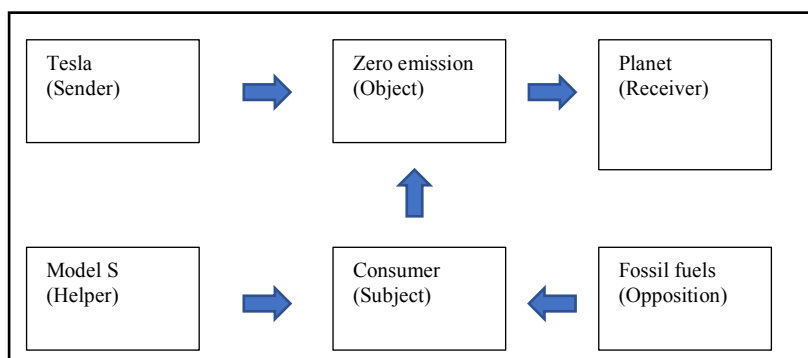 Tesla
(Sender)
Zero emission
(Object)
Planet
(Receiver)
Model S
(Helper)
Consumer
(Subject)
Fossil fuels
(Opposition)